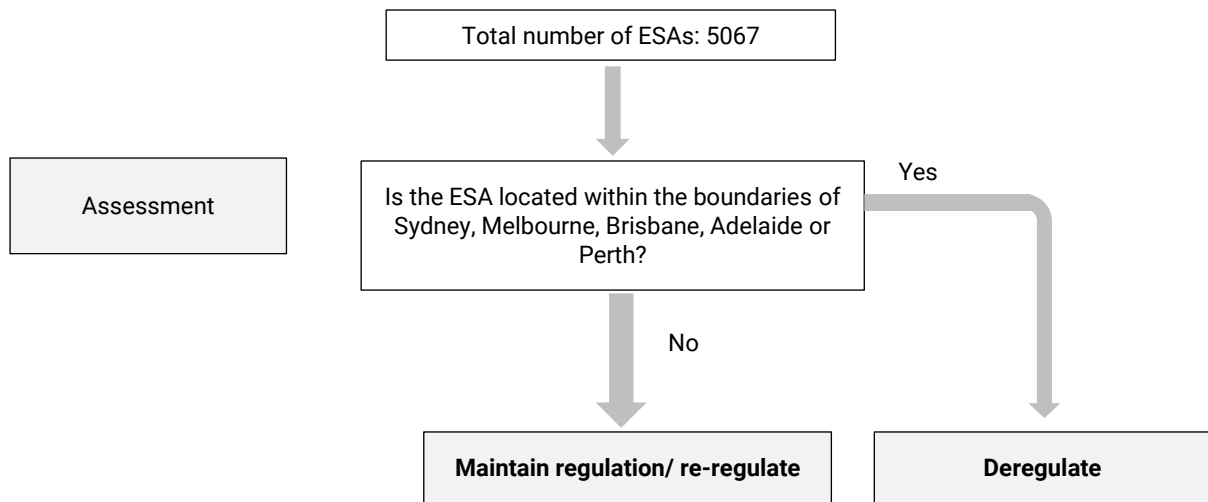 Total number of ESAs: 5067
Assessment
Is the ESA located within the boundaries of
Sydney, Melbourne, Brisbane, Adelaide or
Perth?
Yes
No
Maintain regulation/ re-regulate
Deregulate